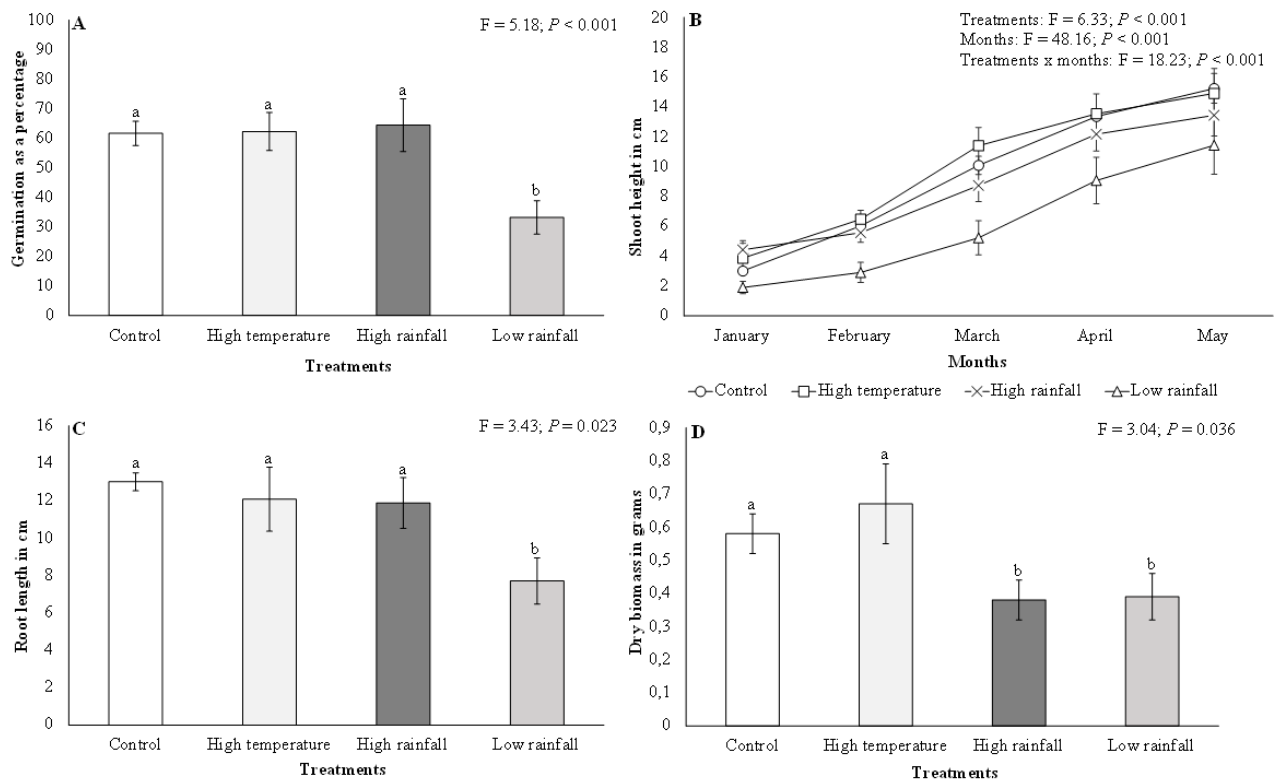 A
F = 5.18; P < 0.001
100
90
80
70
60
50
40
30
20
10
0
Germination as a percentage
a
a
a
b
Control
High temperature
High rainfall
Low rainfall
Treatments
B
Treatments: F = 6.33; P < 0.001
Months: F = 48.16; P < 0.001
Treatments x months: F = 18.23; P < 0.001
20
18
16
14
12
10
8
6
4
2
0
Shoot height in cm
January
February
March
April
May
Months
Control
High temperature
High rainfall
Low rainfall
C
F = 3.43; P = 0.023
16
14
12
10
8
6
4
2
0
Root length in cm
a
a
a
b
Control
High temperature
High rainfall
Low rainfall
Treatments
D
F = 3.04; P = 0.036
0,9
0,8
0,7
0,6
0,5
0,4
0,3
0,2
0,1
0
Dry biomass in grams
a
a
b
b
Control
High temperature
High rainfall
Low rainfall
Treatments